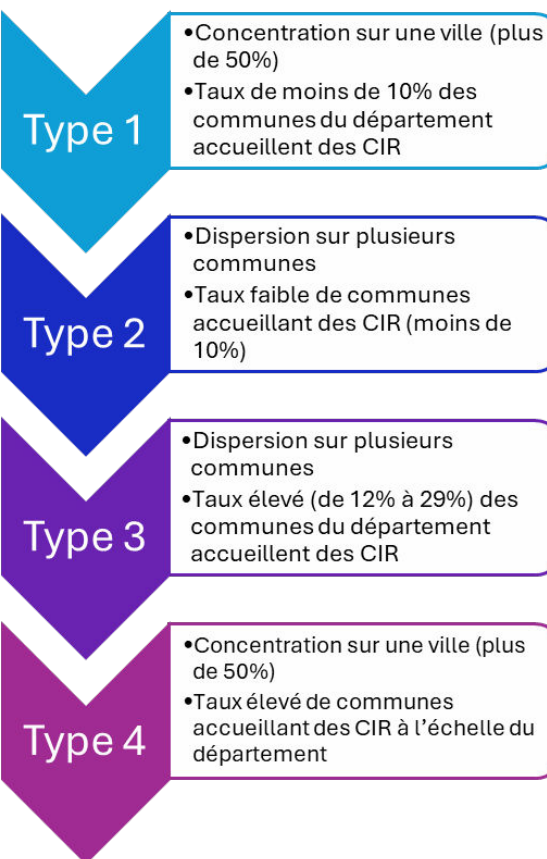 Type 1
•Concentration sur une ville (plus
de 50%)
•Taux de moins de 10% des
communes du département
accueillent des CIR
Type 2
•Dispersion sur plusieurs
communes
•Taux faible de communes
accueillant des CIR (moins de
10%)
Type 3
•Dispersion sur plusieurs
communes
•Taux élevé (de 12% à 29%) des
communes du département
accueillent des CIR
Type 4
•Concentration sur une ville (plus
de 50%)
•Taux élevé de communes
accueillant des CIR à l’échelle du
département